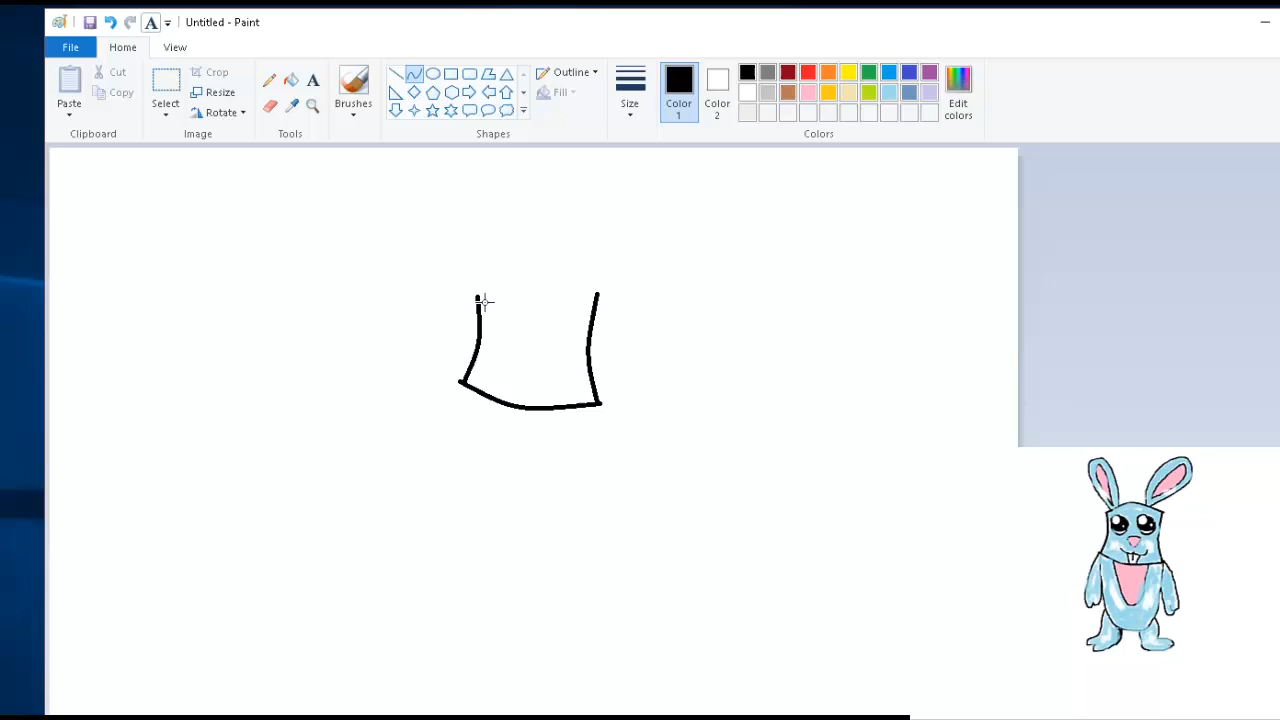 A Untitled - Paint
File Home View
Paste Cut Copy Clipboard
Select Crop Resize Rotate Image
A Tools
Brushes
Outline Fill Shapes
Size
Color 1 Color 2 Edit colors Colors